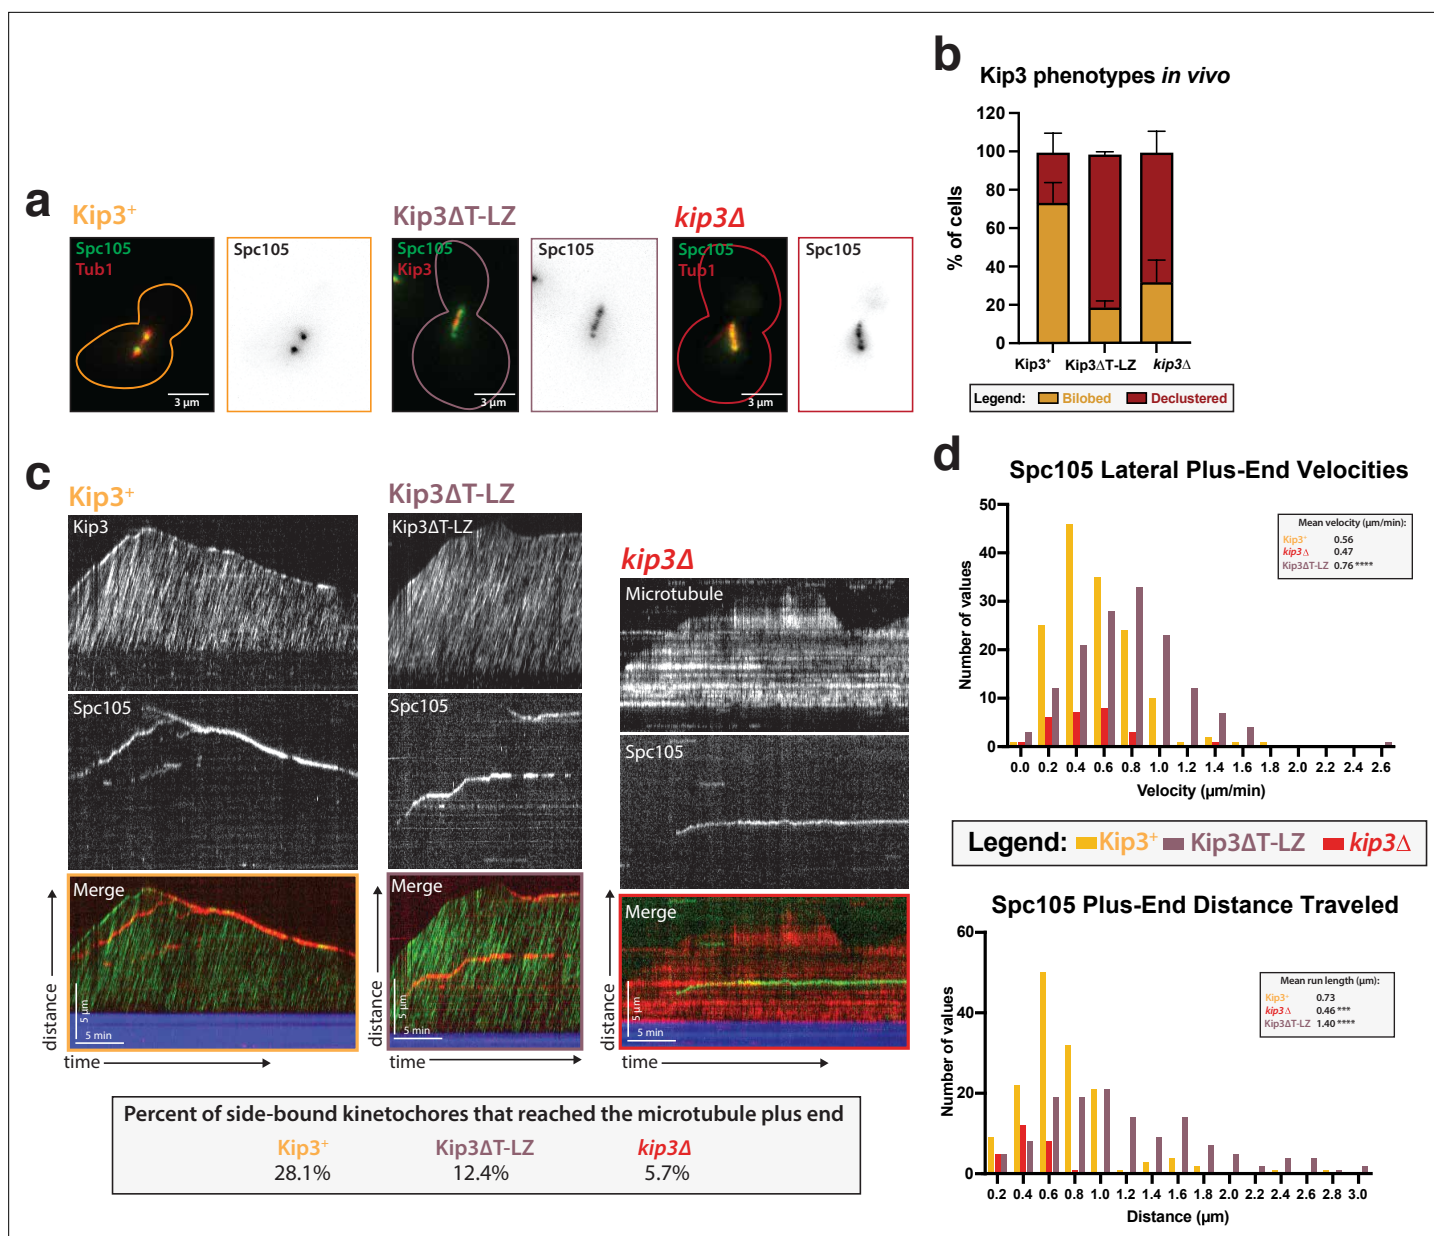 a
Kip3+
Spc105
Tub1
3 µm
Spc105
Kip3ΔT-LZ
Spc105
Kip3
3 µm
Spc105
kip3Δ
Spc105
Tub1
3 µm
Spc105
b
Kip3 phenotypes in vivo
% of cells
120
100
80
60
40
20
0
Kip3+ Kip3ΔT-LZ kip3Δ
Legend: Bilobed Declustered
c
Kip3+
Kip3
Spc105
Merge
5 µm
5 min
distance
time
Kip3ΔT-LZ
Kip3ΔT-LZ
Spc105
Merge
5 µm
5 min
distance
time
kip3Δ
Microtubule
Spc105
Merge
5 µm
5 min
distance
time
Percent of side-bound kinetochores that reached the microtubule plus end
Kip3+ Kip3ΔT-LZ kip3Δ
28.1% 12.4% 5.7%
d
Spc105 Lateral Plus-End Velocities
Number of values
50
40
30
20
10
0
Mean velocity (µm/min):
Kip3+ 0.56
kip3Δ 0.47
Kip3ΔT-LZ 0.76 ****
0.0 0.2 0.4 0.6 0.8 1.0 1.2 1.4 1.6 1.8 2.0 2.2 2.4 2.6
Velocity (µm/min)
Legend: Kip3+ Kip3ΔT-LZ kip3Δ
Spc105 Plus-End Distance Traveled
Number of values
60
40
20
0
Mean run length (µm):
Kip3+ 0.73
kip3Δ 0.46 ***
Kip3ΔT-LZ 1.40 ****
0.2 0.4 0.6 0.8 1.0 1.2 1.4 1.6 1.8 2.0 2.2 2.4 2.6 2.8 3.0
Distance (µm)